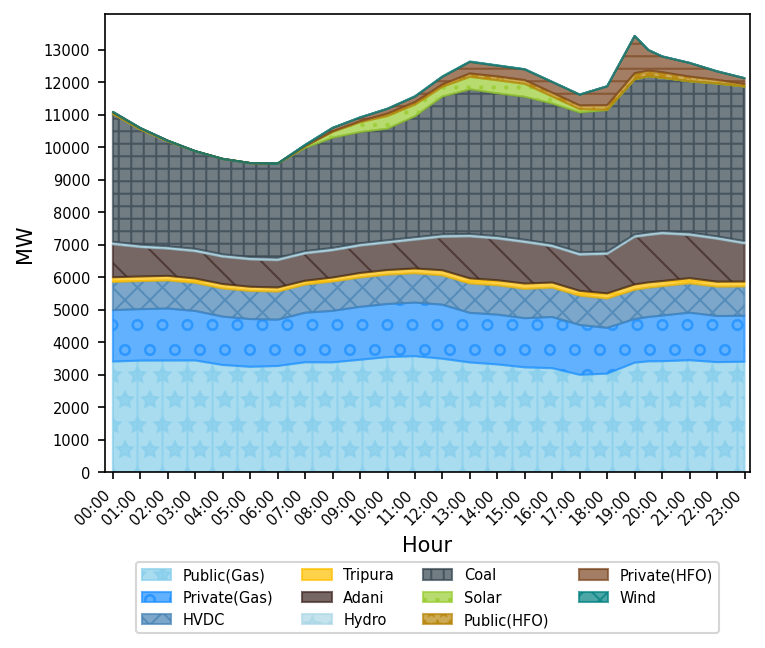 13000
12000
11000
10000
9000
8000
7000
6000
5000
4000
3000
2000
1000
0
MW
00:00 01:00 02:00 03:00 04:00 05:00 06:00 07:00 08:00 09:00 10:00 11:00 12:00 13:00 14:00 15:00 16:00 17:00 18:00 19:00 20:00 21:00 22:00 23:00
Hour
Public(Gas) Tripura Coal Private(HFO)
Private(Gas) Adani Solar Wind
HVDC Hydro Public(HFO)